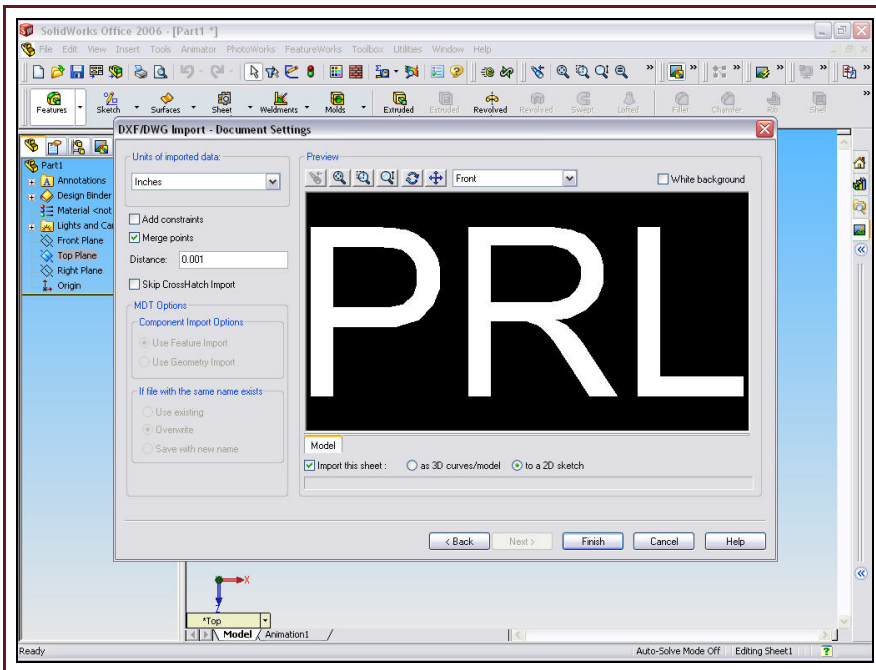 SolidWorks Office 2006 - [Part1 *]
File Edit View Insert Tools Animator PhotoWorks FeatureWorks Toolbox Utilities Window Help
Features Sketch Surfaces Sheet Weldments Molds Extruded Extruded Revolved Revolved Swept Lofted Fillet Chamfer Rib Shell
DXF/DWG Import - Document Settings
Part1
Annotations
Design Binder
Material <not
Lights and Ca
Front Plane
Top Plane
Right Plane
Origin
Units of imported data:
Inches
Add constraints
Merge points
Distance: 0.001
Skip CrossHatch Import
MDT Options
Component Import Options
Use Feature Import
Use Geometry Import
If file with the same name exists
Use existing
Overwrite
Save with new name
Preview
Front
White background
PRL
Model
Import this sheet : as 3D curves/model to a 2D sketch
< Back Next > Finish Cancel Help
X
Z
*Top
Model Animation1
Ready Auto-Solve Mode Off Editing Sheet1